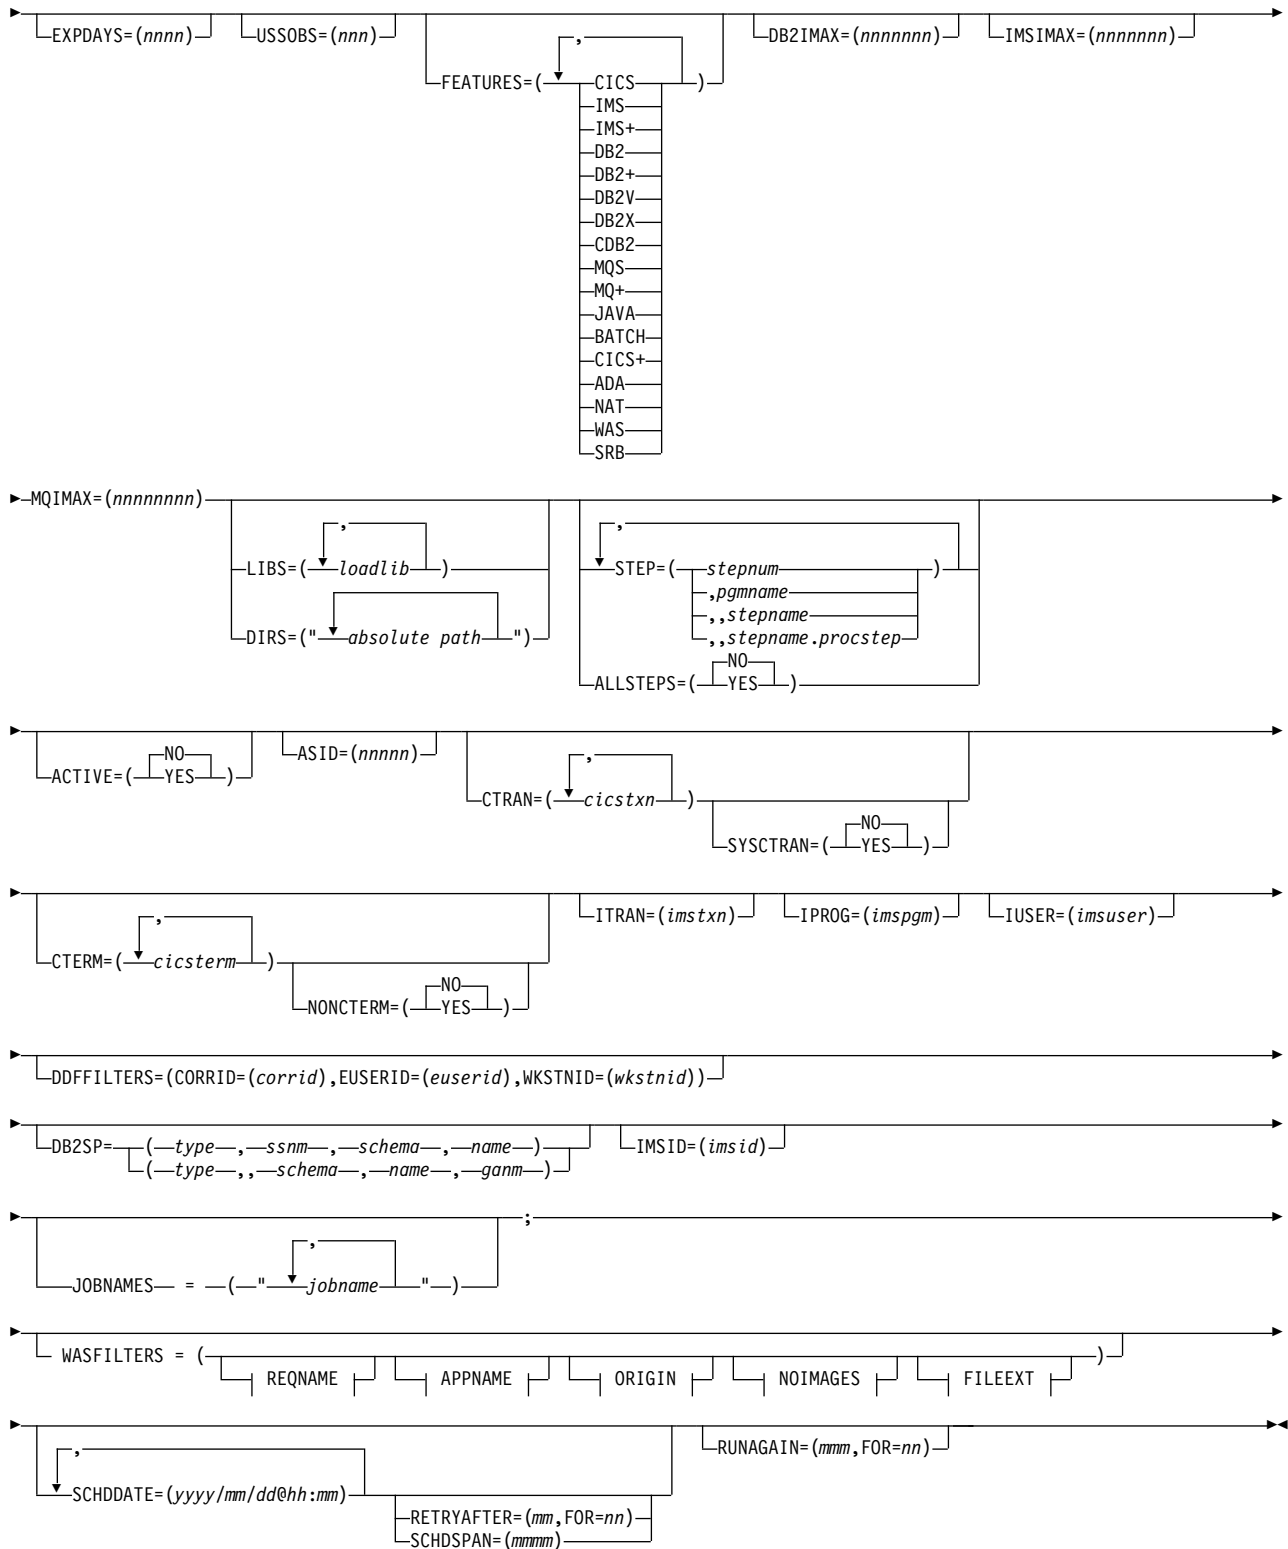 EXPDAYS=(nnnn) USSOBS=(nnn) , DB2IMAX=(nnnnnnn) IMSIMAX=(nnnnnnn)
FEATURES=( CICS )
IMS
IMS+
DB2
DB2+
DB2V
DB2X
CDB2
MQS
MQ+
JAVA
BATCH
CICS+
ADA
NAT
WAS
SRB
MQIMAX=(nnnnnnnn)
, ,
LIBS=( loadlib ) STEP=( stepnum )
,pgmname
,,stepname
DIRS=(" absolute path ") ,,stepname.procstep
NO
ALLSTEPS=( YES )
NO ASID=(nnnnn) ,
ACTIVE=( YES )
CTRAN=( cicstxn )
NO
SYSCTRAN=( YES )
, ITRAN=(imstxn) IPROG=(imspgm) IUSER=(imsuser)
CTERM=( cicsterm )
NO
NONCTERM=( YES )
DDFFILTERS=(CORRID=(corrid),EUSERID=(euserid),WKSTNID=(wkstnid))
DB2SP= ( type , ssnm , schema , name ) IMSID=(imsid)
( type ,, schema , name , ganm )
;
,
JOBNAMES = ( " jobname " )
WASFILTERS = ( )
REQNAME APPNAME ORIGIN NOIMAGES FILEEXT
, RUNAGAIN=(mmm,FOR=nn)
SCHDDATE=(yyyy/mm/dd@hh:mm)
RETRYAFTER=(mm,FOR=nn)
SCHDSPAN=(mmmm)